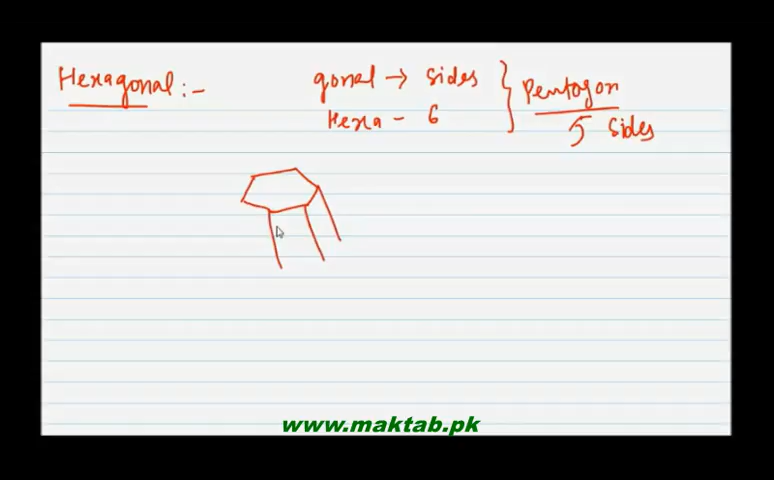 Hexagonal :-
gonal → sides
Hexa - 6
Pentagon
5 sides
www.maktab.pk